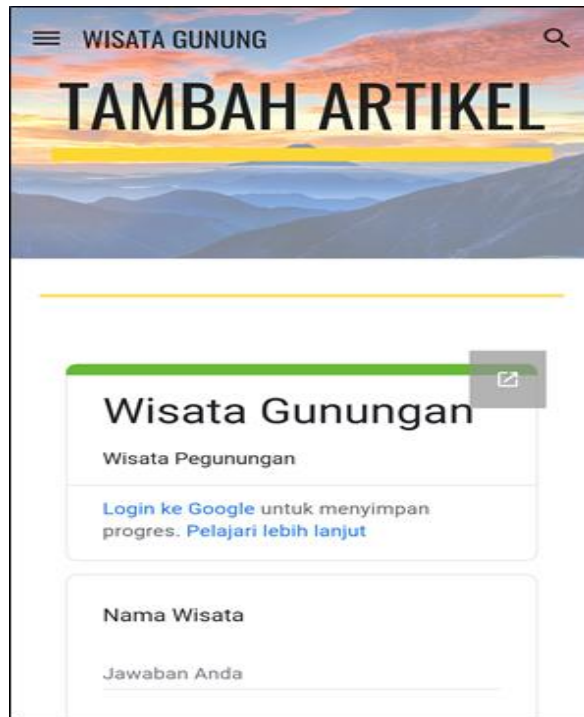 WISATA GUNUNG
TAMBAH ARTIKEL
Wisata Gunungan
Wisata Pegunungan
Login ke Google untuk menyimpan
progres. Pelajari lebih lanjut
Nama Wisata
Jawaban Anda